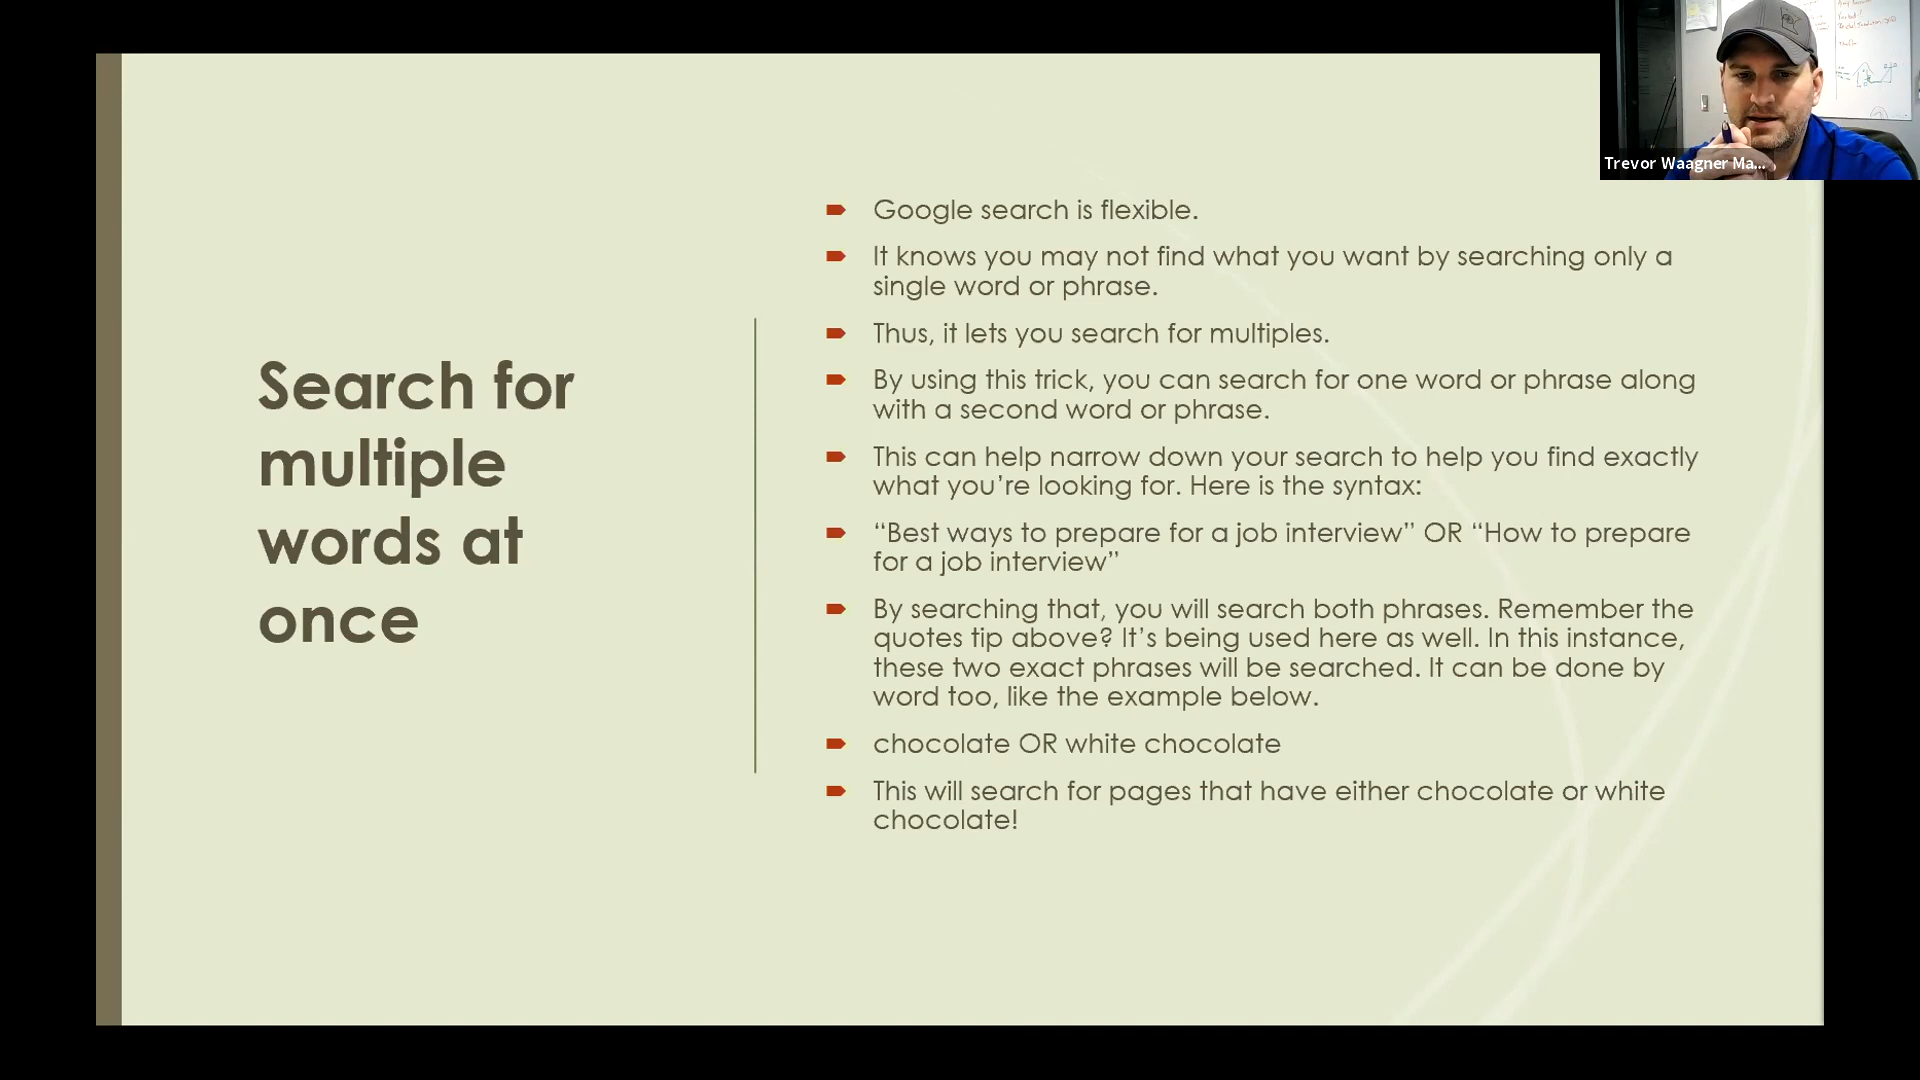 Search for
multiple
words at
once
Google search is flexible.
It knows you may not find what you want by searching only a
single word or phrase.
Thus, it lets you search for multiples.
By using this trick, you can search for one word or phrase along
with a second word or phrase.
This can help narrow down your search to help you find exactly
what you’re looking for. Here is the syntax:
“Best ways to prepare for a job interview” OR “How to prepare
for a job interview”
By searching that, you will search both phrases. Remember the
quotes tip above? It’s being used here as well. In this instance,
these two exact phrases will be searched. It can be done by
word too, like the example below.
chocolate OR white chocolate
This will search for pages that have either chocolate or white
chocolate!
Trevor Waagner Ma...